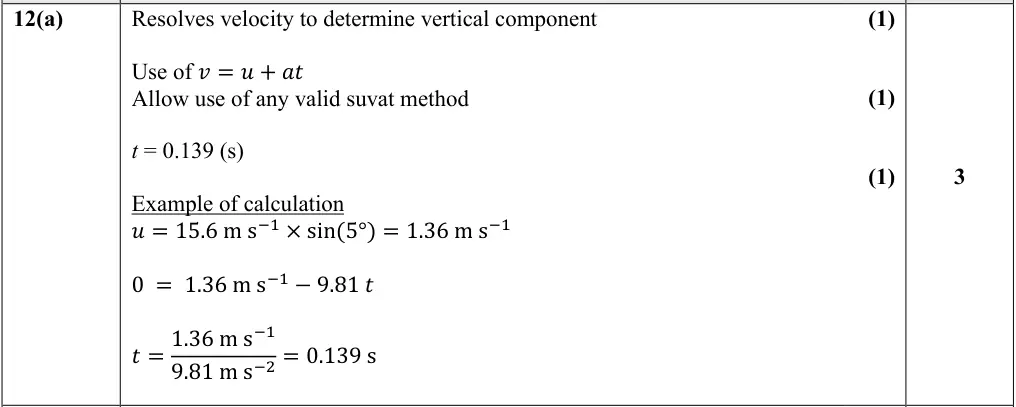 12(a) Resolves velocity to determine vertical component (1)
Use of v = u + at
Allow use of any valid suvat method (1)
t = 0.139 (s)
(1) 3
Example of calculation
u = 15.6 m s⁻¹ × sin(5°) = 1.36 m s⁻¹
0 = 1.36 m s⁻¹ − 9.81 t
t = 1.36 m s⁻¹ / 9.81 m s⁻² = 0.139 s